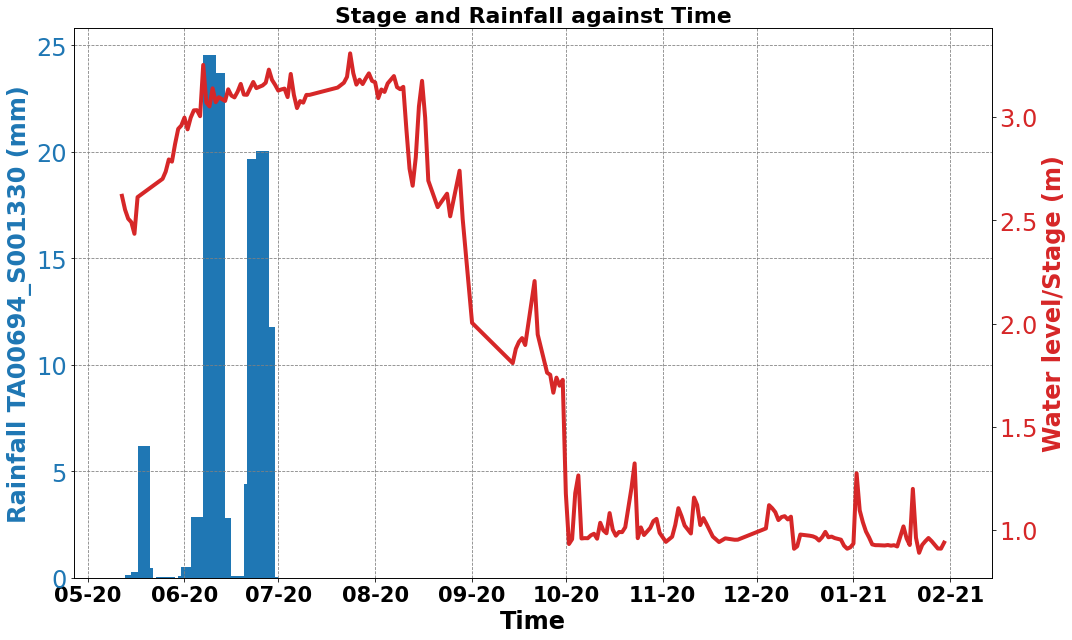 Stage and Rainfall against Time
Rainfall TA00694_S001330 (mm)
25
20
15
10
5
0
3.0
2.5
2.0
1.5
1.0
Water level/Stage (m)
05-20 06-20 07-20 08-20 09-20 10-20 11-20 12-20 01-21 02-21
Time